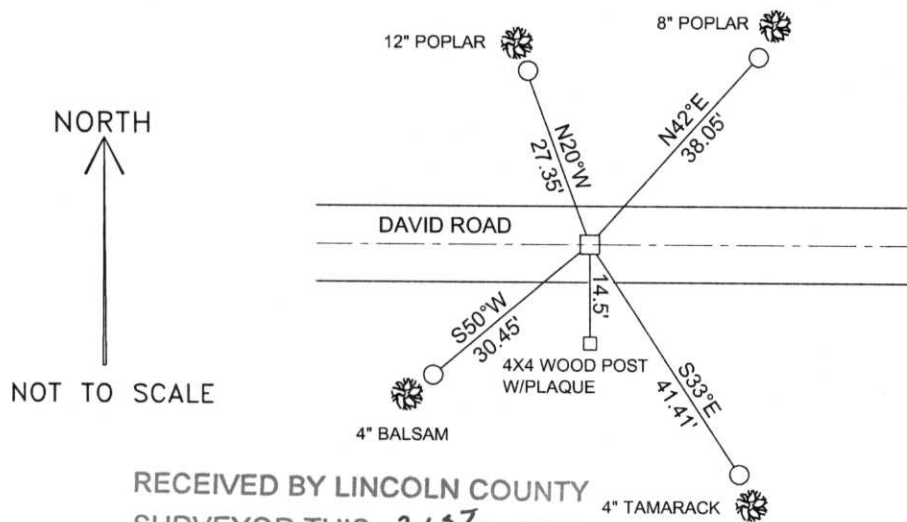 8" POPLAR
12" POPLAR
NORTH
N42°E
38.05'
N20°W
27.35'
DAVID ROAD
S50°W
30.45'
14.5'
4X4 WOOD POST
W/PLAQUE
S33°E
41.41'
NOT TO SCALE
4" BALSAM
4" TAMARACK
RECEIVED BY LINCOLN COUNTY
SURVEYOR THIS